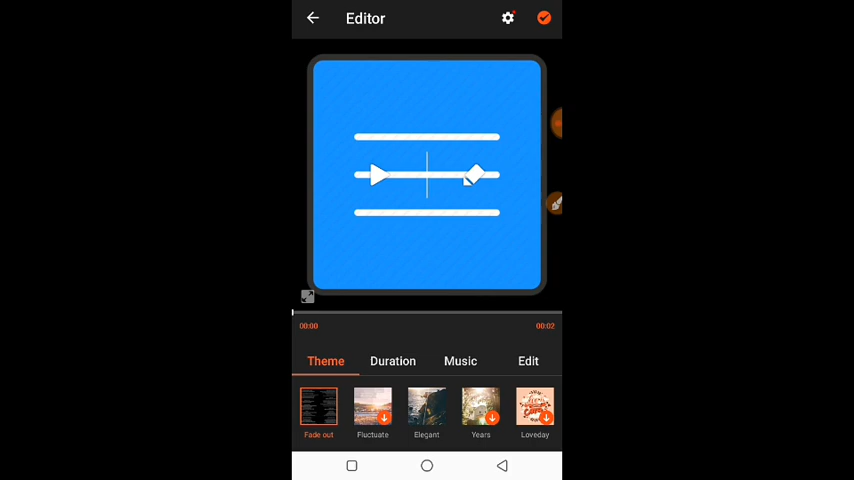 Editor
00:00 00:02
Theme Duration Music Edit
Fade out Fluctuate Elegant Years Loveday